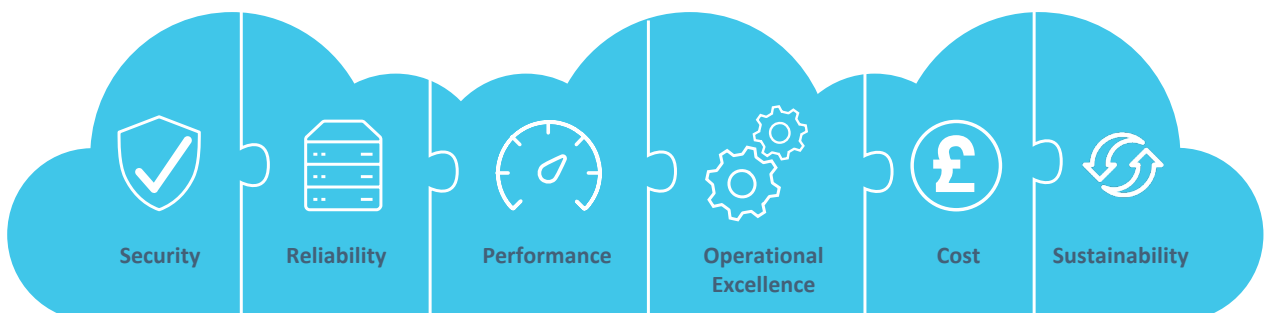 £
Security
Reliability
Performance
Operational
Excellence
Cost
Sustainability